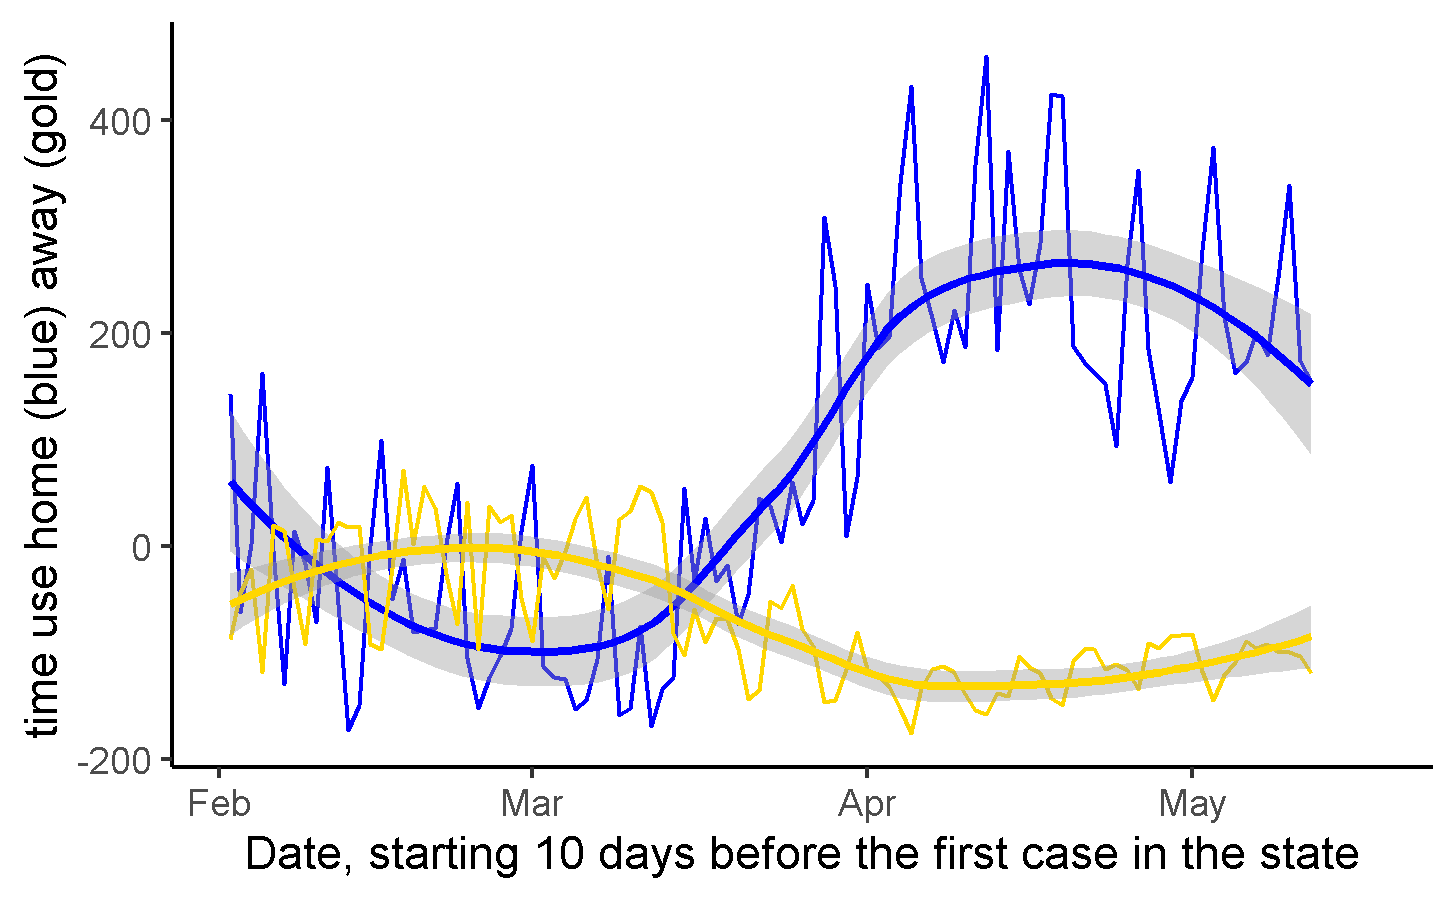 time use home (blue) away (gold)
400
200
0
-200
Feb
Mar
Apr
May
Date, starting 10 days before the first case in the state